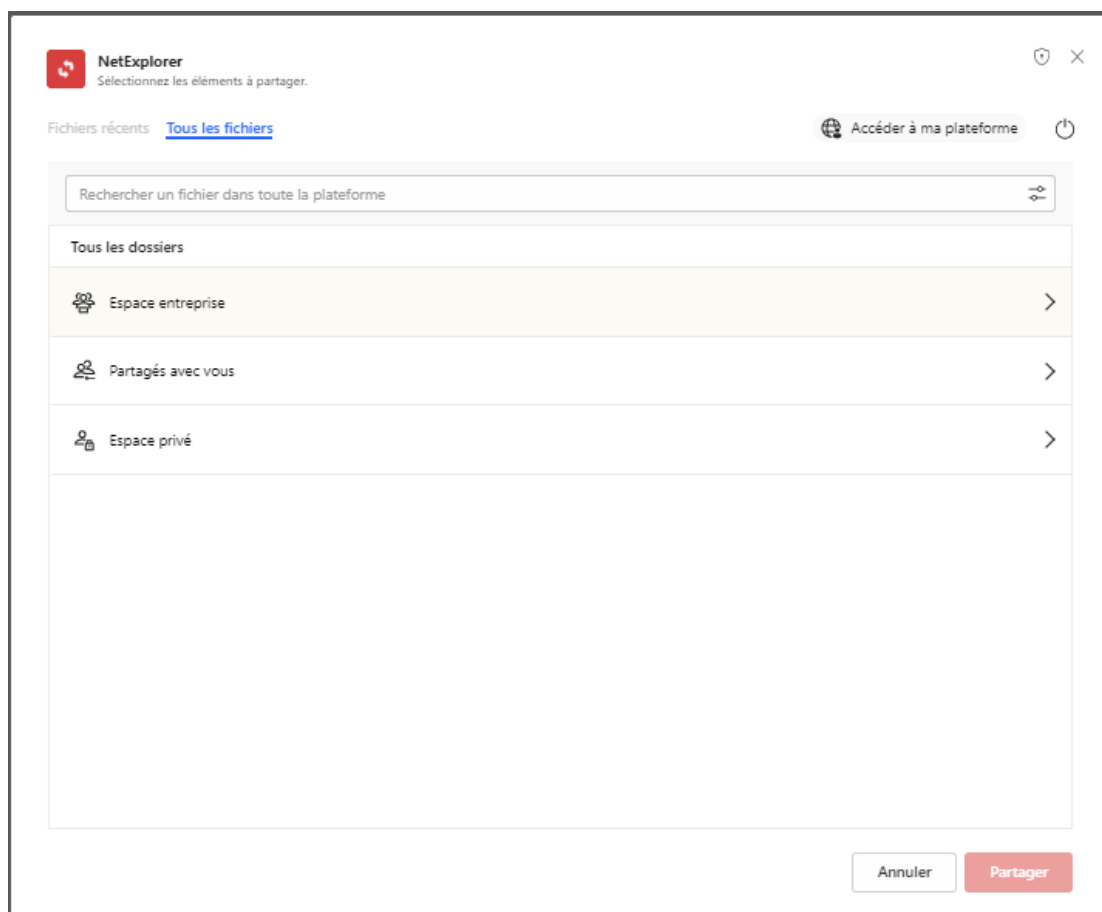 NetExplorer
Sélectionnez les éléments à partager.
Fichiers récents Tous les fichiers Accéder à ma plateforme
Rechercher un fichier dans toute la plateforme
Tous les dossiers
Espace entreprise
Partagés avec vous
Espace privé
Annuler Partager